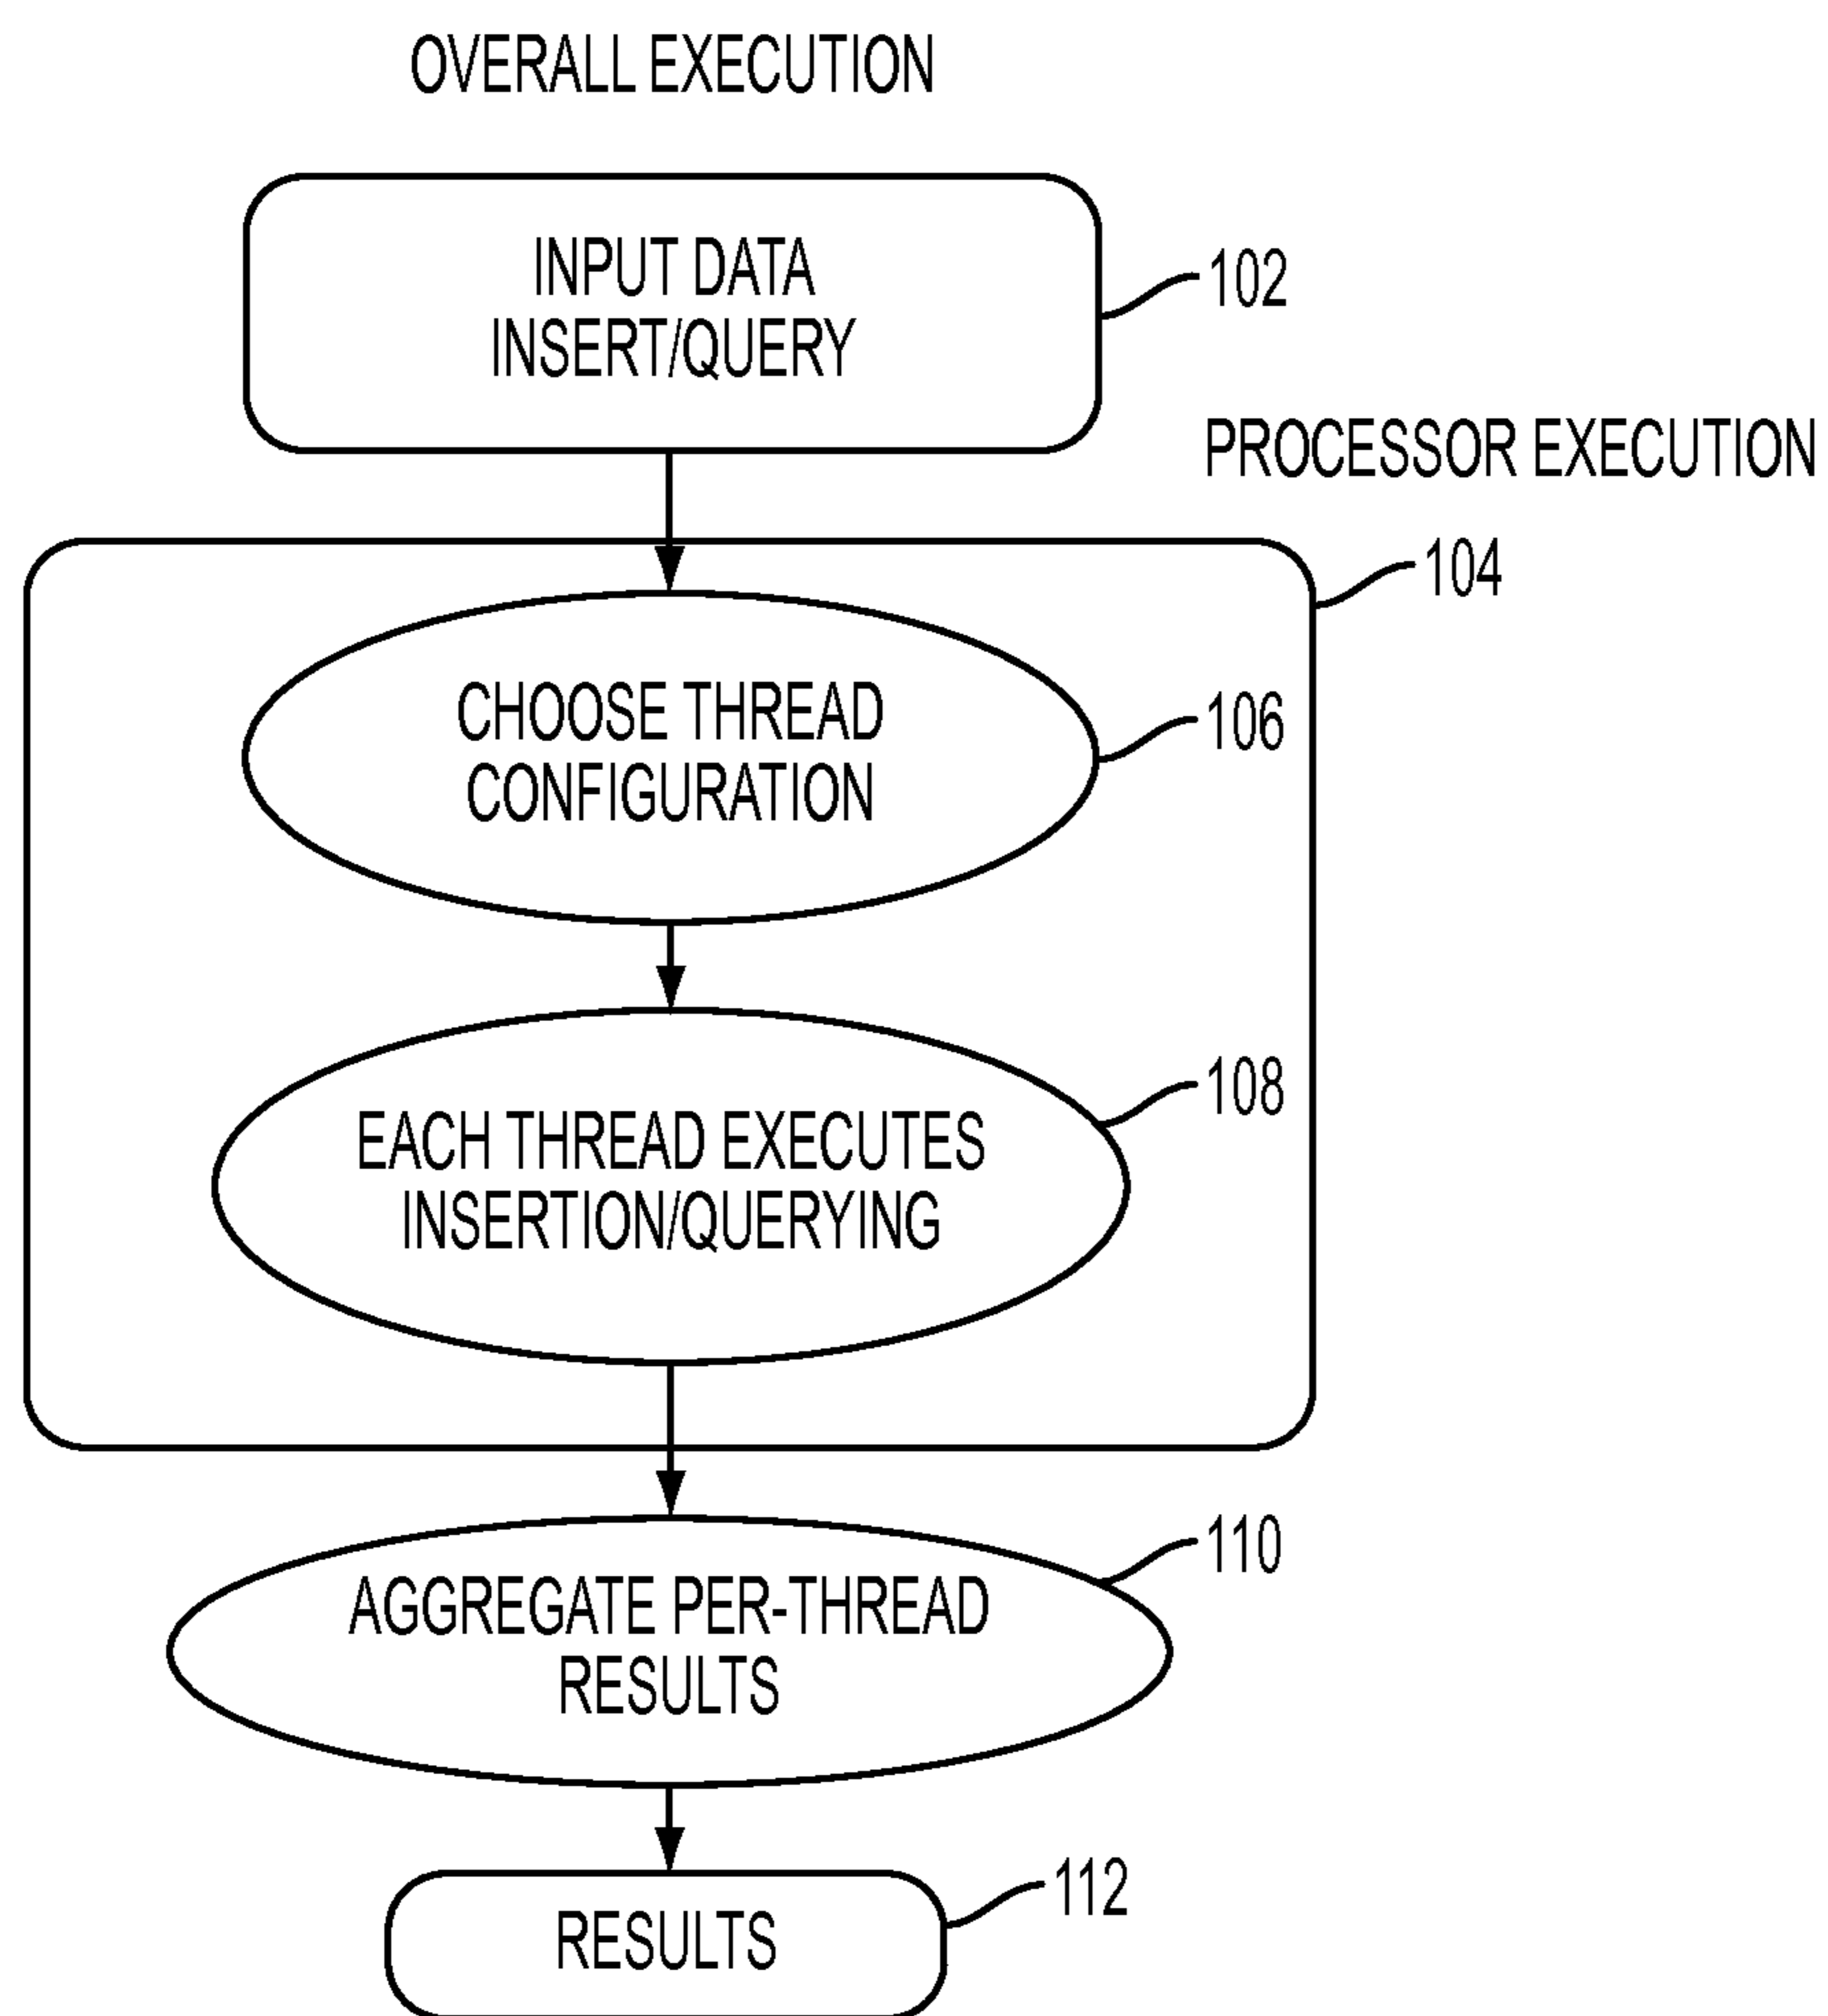 OVERALL EXECUTION
INPUT DATA
INSERT/QUERY
102
PROCESSOR EXECUTION
104
CHOOSE THREAD
CONFIGURATION
106
EACH THREAD EXECUTES
INSERTION/QUERYING
108
AGGREGATE PER-THREAD
RESULTS
110
RESULTS
112